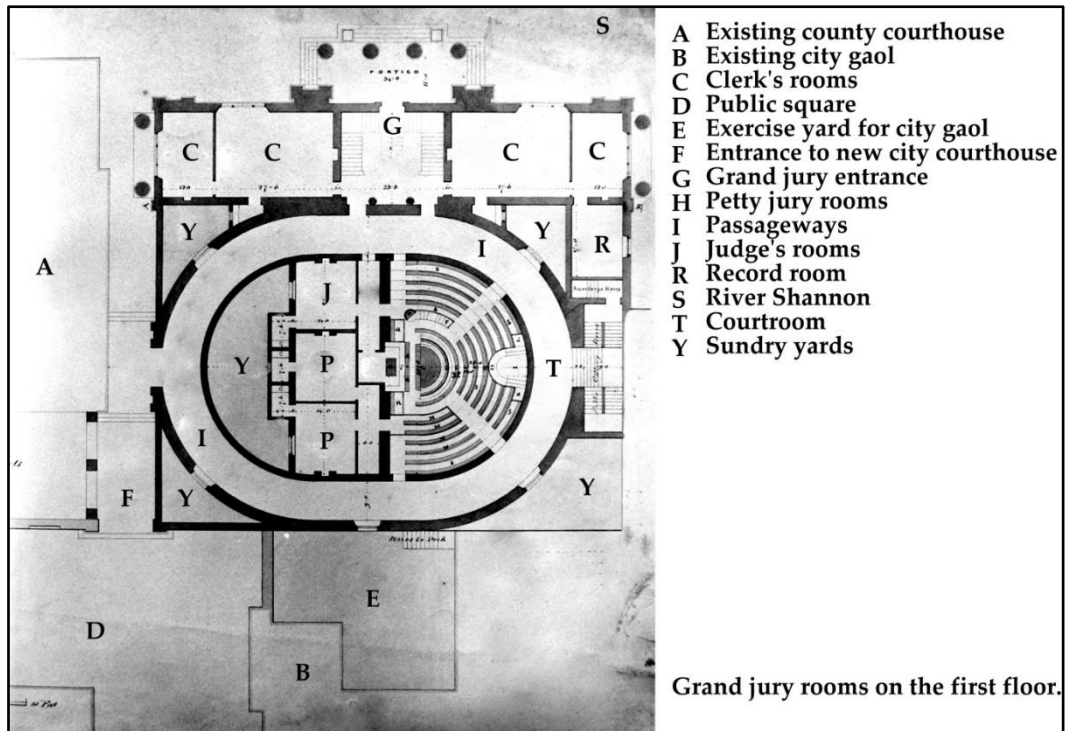 S
A Existing county courthouse
B Existing city gaol
C Clerk's rooms
D Public square
E Exercise yard for city gaol
F Entrance to new city courthouse
G Grand jury entrance
H Petty jury rooms
I Passageways
J Judge's rooms
R Record room
S River Shannon
T Courtroom
Y Sundry yards
Grand jury rooms on the first floor.
PORTICO
G
C
C
C
C
Y
I
Y
R
A
J
Y
P
T
P
I
Y
F
Y
E
D
B